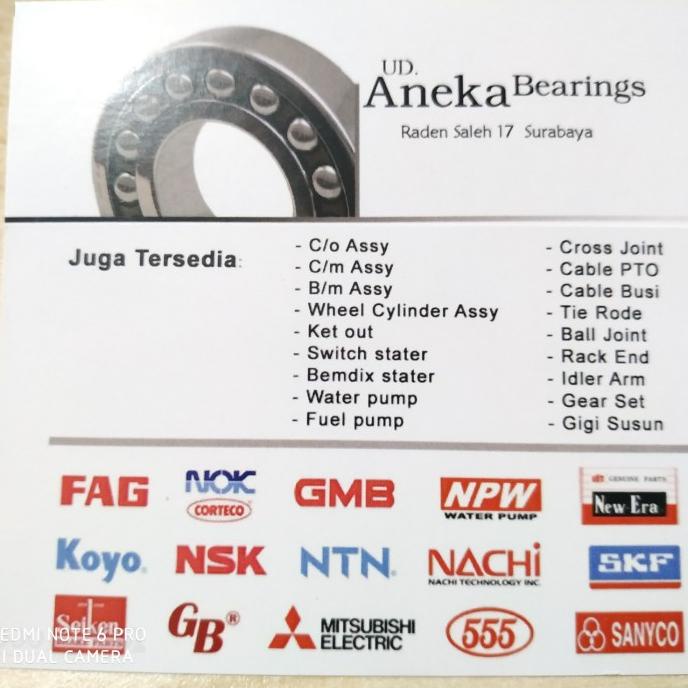 UD.
Aneka Bearings
Raden Saleh 17 Surabaya
Juga Tersedia:
- C/o Assy
- C/m Assy
- B/m Assy
- Wheel Cylinder Assy
- Ket out
- Switch stater
- Bemdix stater
- Water pump
- Fuel pump
- Cross Joint
- Cable PTO
- Cable Busi
- Tie Rode
- Ball Joint
- Rack End
- Idler Arm
- Gear Set
- Gigi Susun
FAG
NOK
CORTECO
GMB
NPW
WATER PUMP
GENUINE PARTS
New-Era
Koyo
NSK
NTN
NACHI
NACHI TECHNOLOGY INC.
SKF
Seiken
GB®
MITSUBISHI
ELECTRIC
555
SANYCO
EDMI NOTE 6 PRO
I DUAL CAMERA